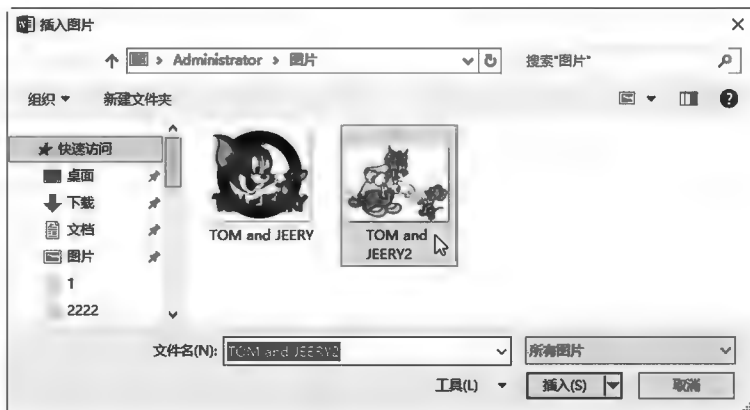 插入图片
Administrator > 图片
搜索"图片"
组织
新建文件夹
快速访问
桌面
下载
文档
图片
1
2222
TOM and JEERY
TOM and
JEERY2
文件名(N):
TOM and JEERY2
所有图片
工具(L)
插入(S)
取消